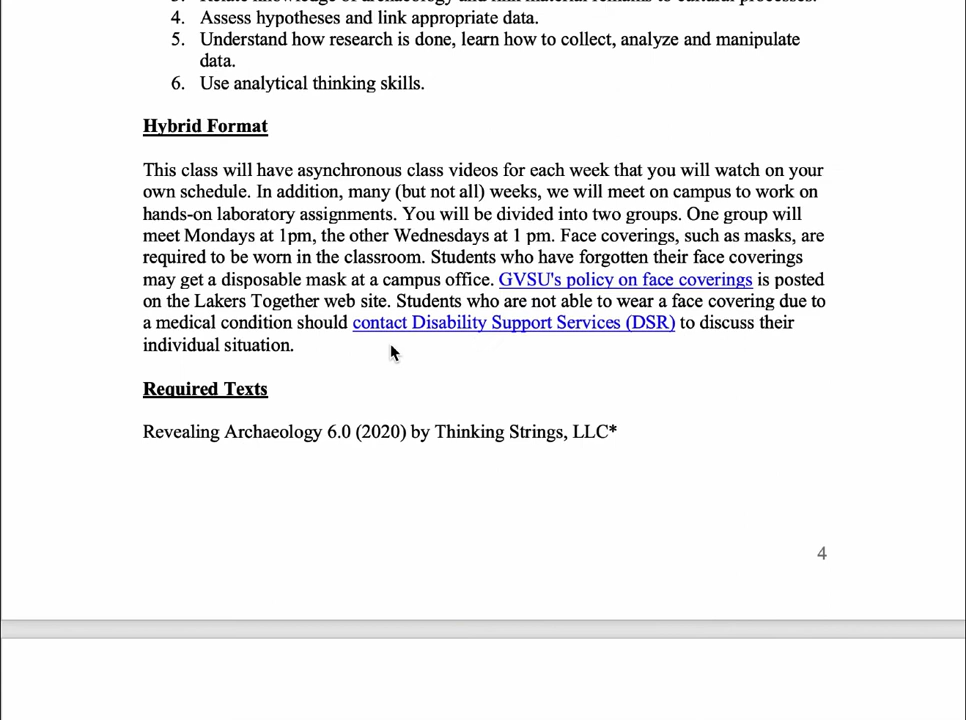 4. Assess hypotheses and link appropriate data.
5. Understand how research is done, learn how to collect, analyze and manipulate
data.
6. Use analytical thinking skills.
Hybrid Format
This class will have asynchronous class videos for each week that you will watch on your
own schedule. In addition, many (but not all) weeks, we will meet on campus to work on
hands-on laboratory assignments. You will be divided into two groups. One group will
meet Mondays at 1pm, the other Wednesdays at 1 pm. Face coverings, such as masks, are
required to be worn in the classroom. Students who have forgotten their face coverings
may get a disposable mask at a campus office. GVSU's policy on face coverings is posted
on the Lakers Together web site. Students who are not able to wear a face covering due to
a medical condition should contact Disability Support Services (DSR) to discuss their
individual situation.
Required Texts
Revealing Archaeology 6.0 (2020) by Thinking Strings, LLC*
4